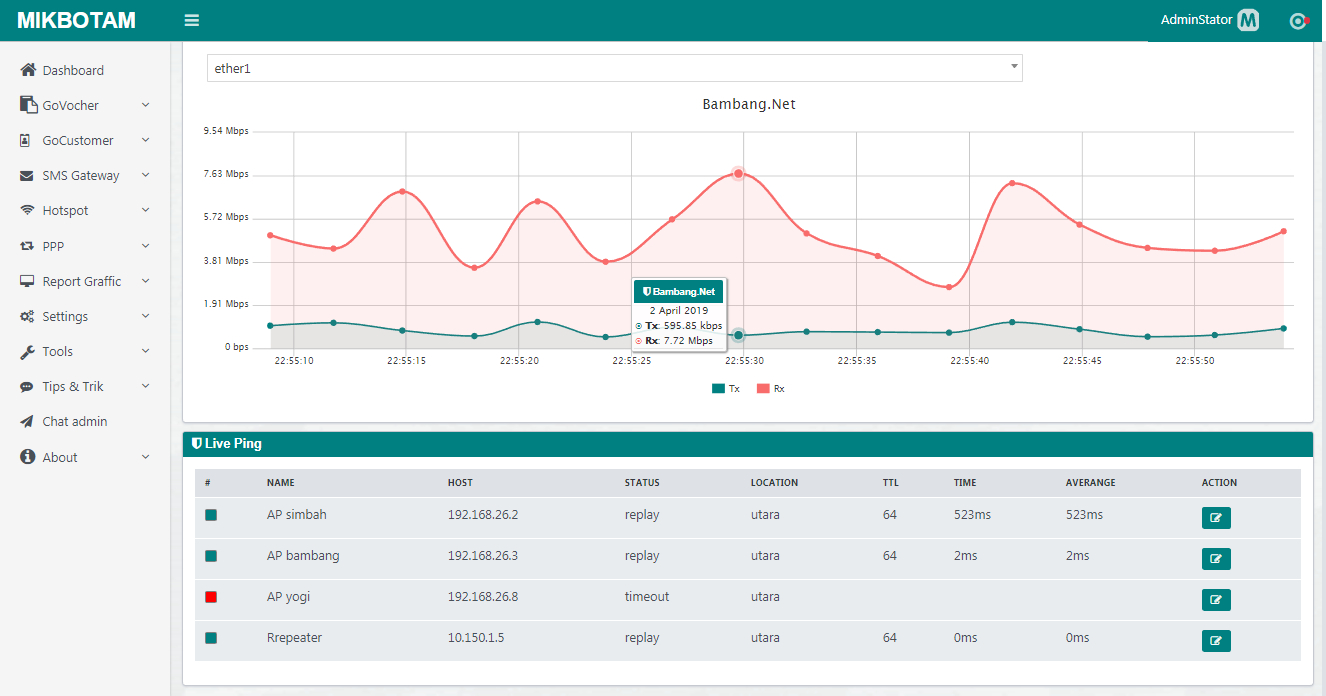 MIKBOTAM
AdminStator M
Dashboard
GoVocher
GoCustomer
SMS Gateway
Hotspot
PPP
Report Graffic
Settings
Tools
Tips & Trik
Chat admin
About
ether1
Bambang.Net
9.54 Mbps
7.63 Mbps
5.72 Mbps
3.81 Mbps
1.91 Mbps
0 bps
Bambang.Net
2 April 2019
Tx: 595.85 kbps
Rx: 7.72 Mbps
22:55:10 22:55:15 22:55:20 22:55:25 22:55:30 22:55:35 22:55:40 22:55:45 22:55:50
Tx Rx
Live Ping
# NAME HOST STATUS LOCATION TTL TIME AVERANGE ACTION
AP simbah 192.168.26.2 replay utara 64 523ms 523ms
AP bambang 192.168.26.3 replay utara 64 2ms 2ms
AP yogi 192.168.26.8 timeout utara
Rrepeater 10.150.1.5 replay utara 64 0ms 0ms